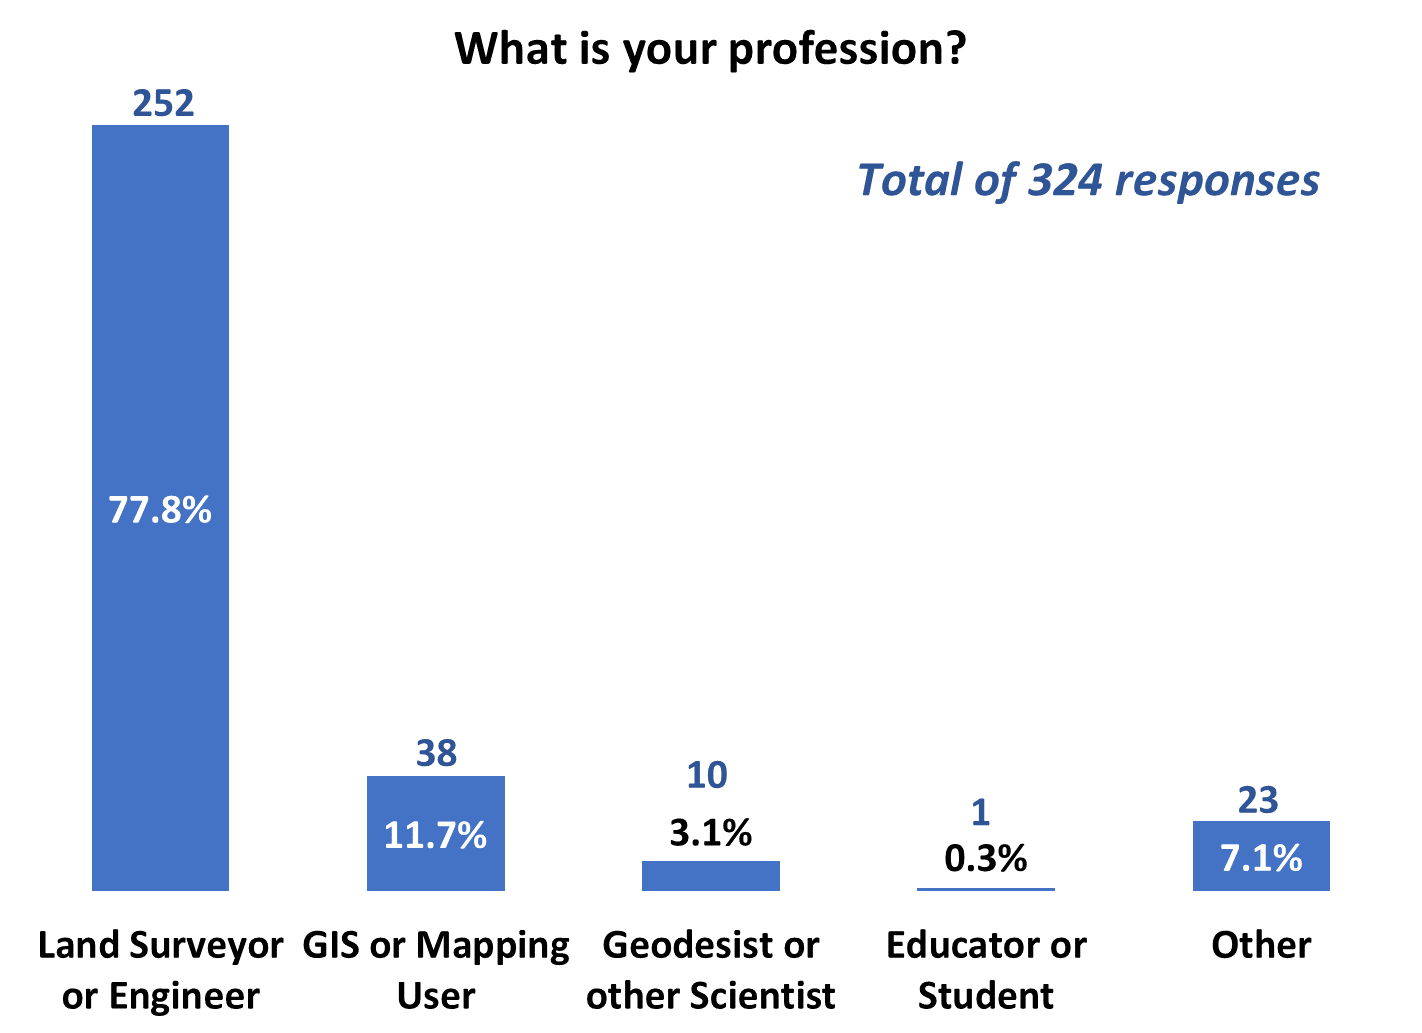 What is your profession?
252
Total of 324 responses
77.8%
38
11.7%
10
3.1%
1
0.3%
23
7.1%
Land Surveyor
or Engineer
GIS or Mapping
User
Geodesist or
other Scientist
Educator or
Student
Other